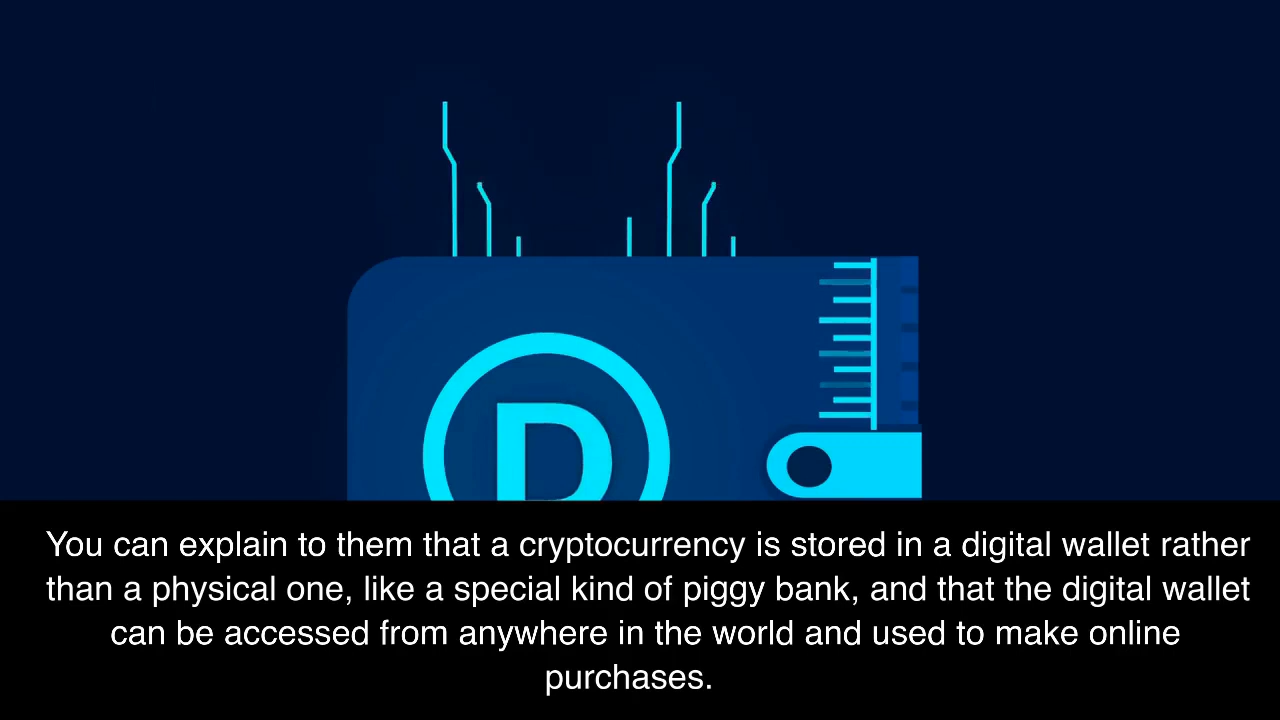 You can explain to them that a cryptocurrency is stored in a digital wallet rather
than a physical one, like a special kind of piggy bank, and that the digital wallet
can be accessed from anywhere in the world and used to make online
purchases.